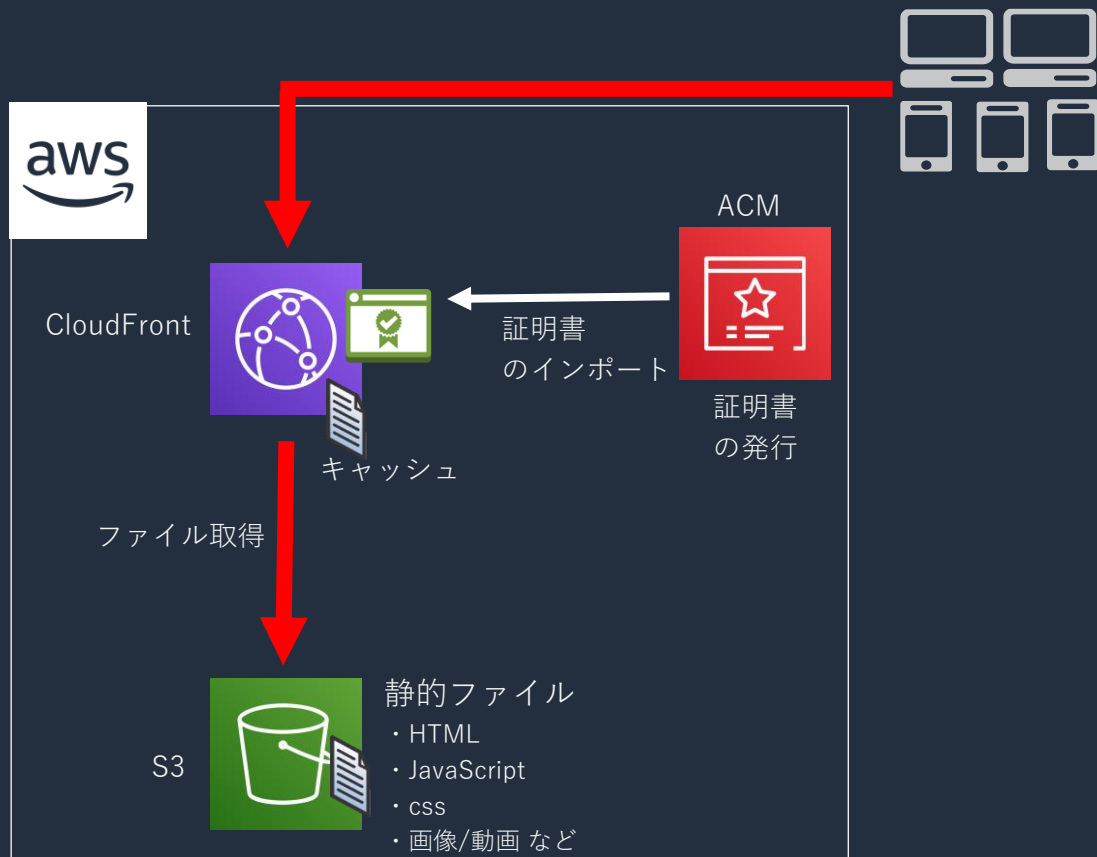 aws
ACM
CloudFront
証明書
のインポート
証明書
の発行
キャッシュ
ファイル取得
静的ファイル
・HTML
S3
・JavaScript
・css
・画像/動画 など